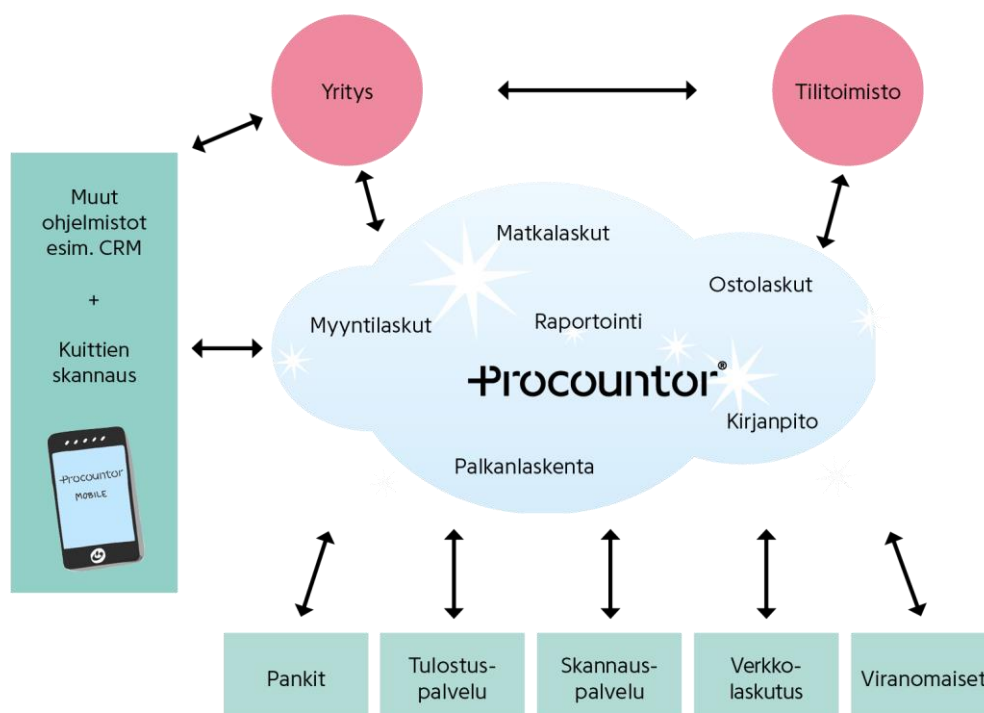 Yritys
Tilitoimisto
Muut
ohjelmistot
esim. CRM
+
Kuittien
skannaus
Procountor
MOBILE
Matkalaskut
Ostolaskut
Myyntilaskut
Raportointi
Procountor®
Kirjanpito
Palkanlaskenta
Pankit
Tulostus-
palvelu
Skannaus-
palvelu
Verkko-
laskutus
Viranomaiset